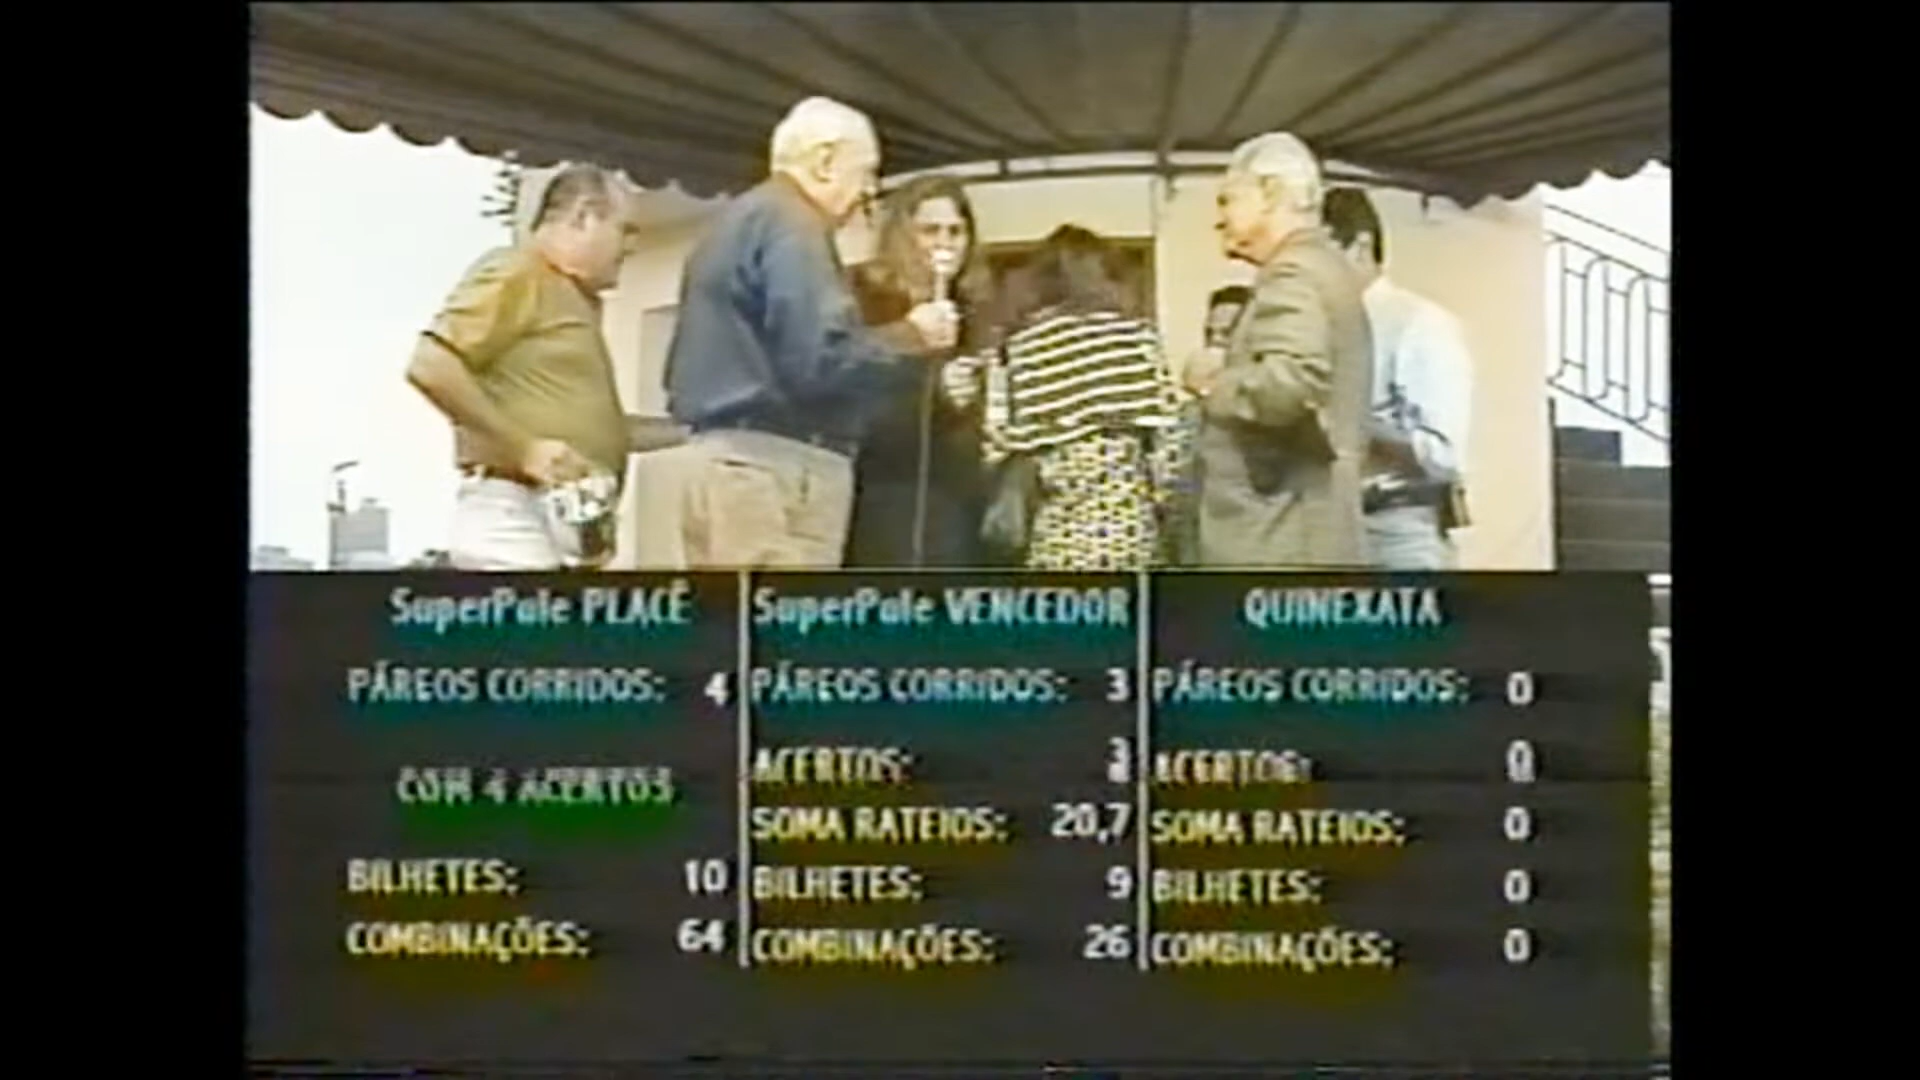 SuperPule PLACÊ
PÁREOS CORRIDOS: 4
COM 4 ACERTOS
BILHETES: 10
COMBINAÇÕES: 64
SuperPule VENCEDOR
PÁREOS CORRIDOS: 3
ACERTOS: 3
SOMA RATEIOS: 20,7
BILHETES: 9
COMBINAÇÕES: 26
QUINEXATA
PÁREOS CORRIDOS: 0
ACERTOS: 0
SOMA RATEIOS: 0
BILHETES: 0
COMBINAÇÕES: 0